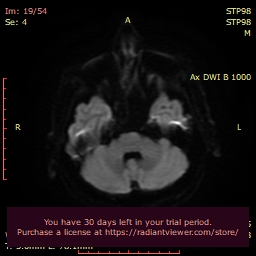 Im: 19/54
Se: 4
STP98
STP98
M
A
Ax DWI B 1000
R
L
You have 30 days left in your trial period.
Purchase a license at https://radiantviewer.com/store/